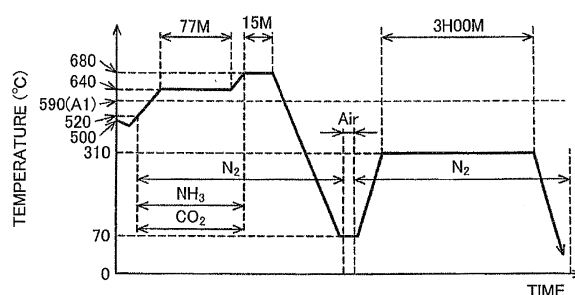 77M
15M
3H00M
TEMPERATURE (°C)
680
640
590(A1)
520
500
310
70
0
Air
N₂
N₂
NH₃
CO₂
TIME